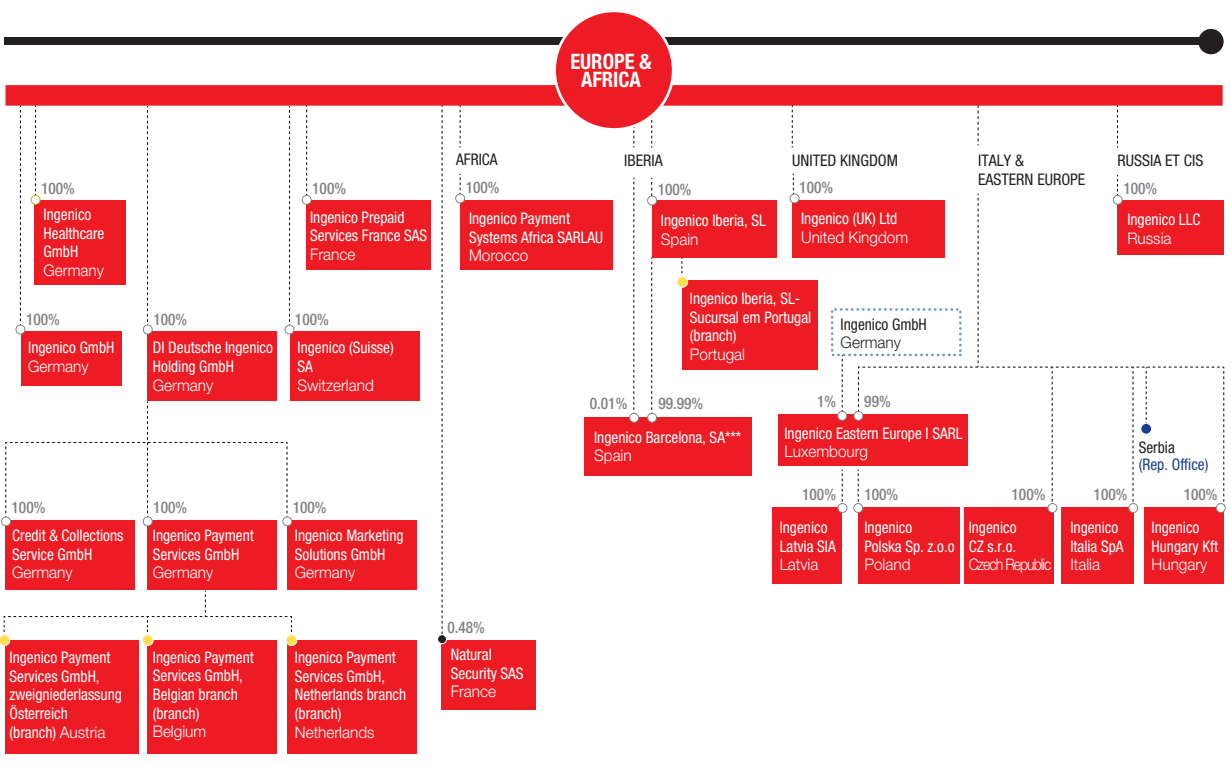 EUROPE &
AFRICA
AFRICA
IBERIA
UNITED KINGDOM
ITALY &
EASTERN EUROPE
RUSSIA ET CIS
100%
Ingenico
Healthcare
GmbH
Germany
100%
Ingenico Prepaid
Services France SAS
France
100%
Ingenico Payment
Systems Africa SARLAU
Morocco
100%
Ingenico Iberia, SL
Spain
100%
Ingenico (UK) Ltd
United Kingdom
100%
Ingenico LLC
Russia
Ingenico Iberia, SL-
Sucursal em Portugal
(branch)
Portugal
100%
Ingenico GmbH
Germany
100%
DI Deutsche Ingenico
Holding GmbH
Germany
100%
Ingenico (Suisse)
SA
Switzerland
Ingenico GmbH
Germany
0.01%
99.99%
Ingenico Barcelona, SA***
Spain
1%
99%
Ingenico Eastern Europe I SARL
Luxembourg
Serbia
(Rep. Office)
100%
Credit & Collections
Service GmbH
Germany
100%
Ingenico Payment
Services GmbH
Germany
100%
Ingenico Marketing
Solutions GmbH
Germany
100%
Ingenico
Latvia SIA
Latvia
100%
Ingenico
Polska Sp. z.o.o
Poland
100%
Ingenico
CZ s.r.o.
Czech Republic
100%
Ingenico
Italia SpA
Italia
100%
Ingenico
Hungary Kft
Hungary
Ingenico Payment
Services GmbH,
zweigniederlassung
Österreich
(branch) Austria
Ingenico Payment
Services GmbH,
Belgian branch
(branch)
Belgium
Ingenico Payment
Services GmbH,
Netherlands branch
(branch)
Netherlands
0.48%
Natural
Security SAS
France